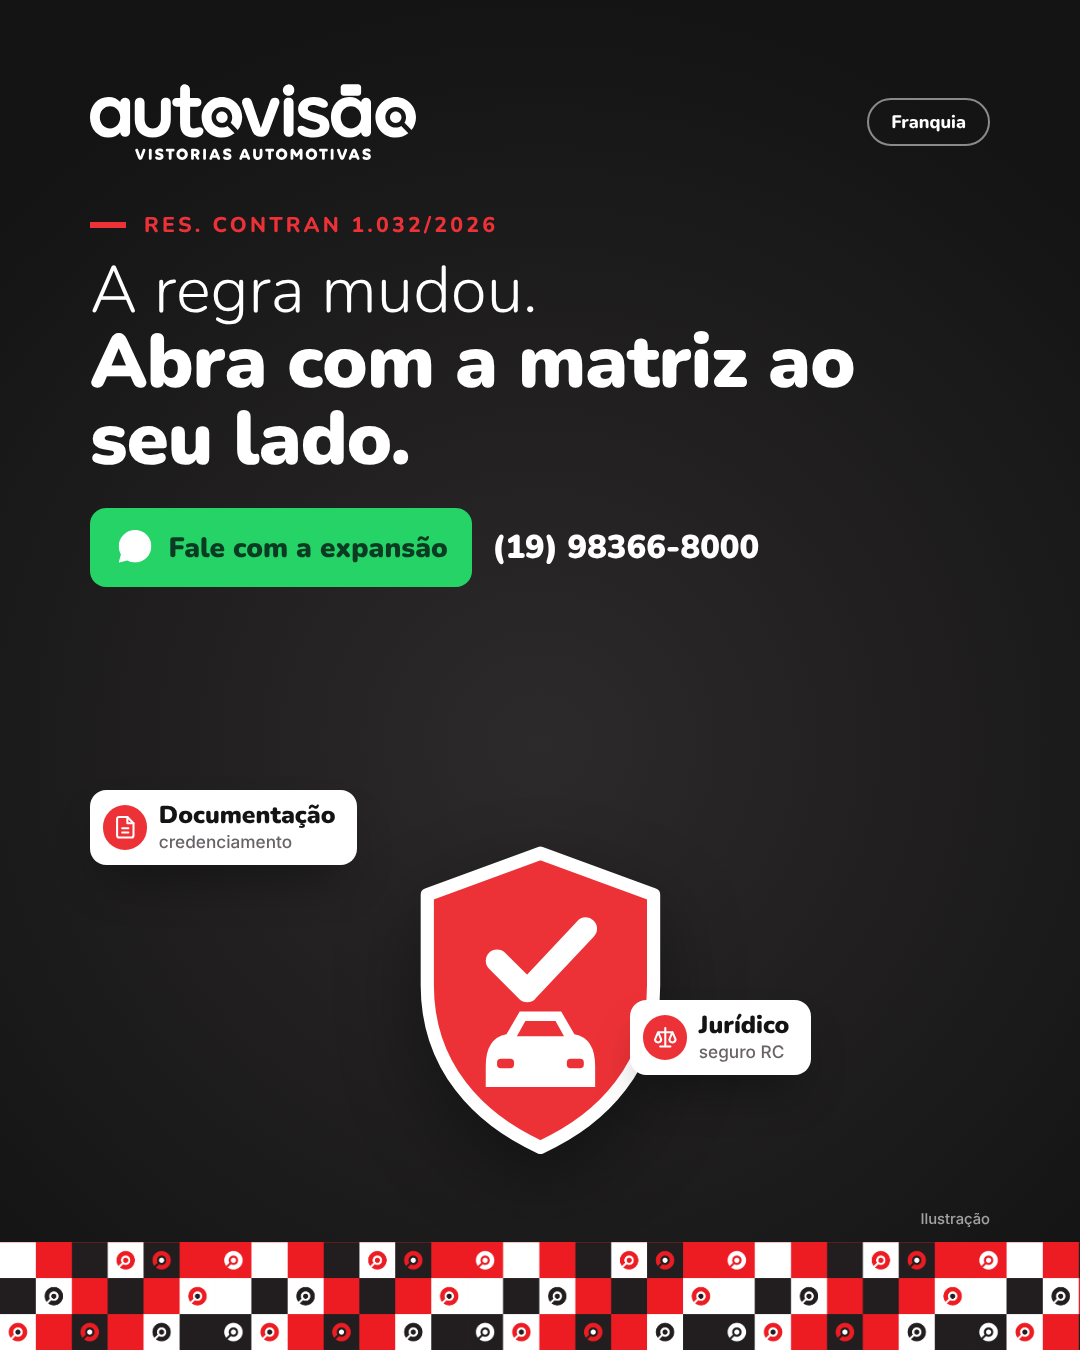 autovisão
VISTORIAS AUTOMOTIVAS
Franquia
RES. CONTRAN 1.032/2026
A regra mudou.
Abra com a matriz ao
seu lado.
Fale com a expansão
(19) 98366-8000
Documentação
credenciamento
Jurídico
seguro RC
Ilustração